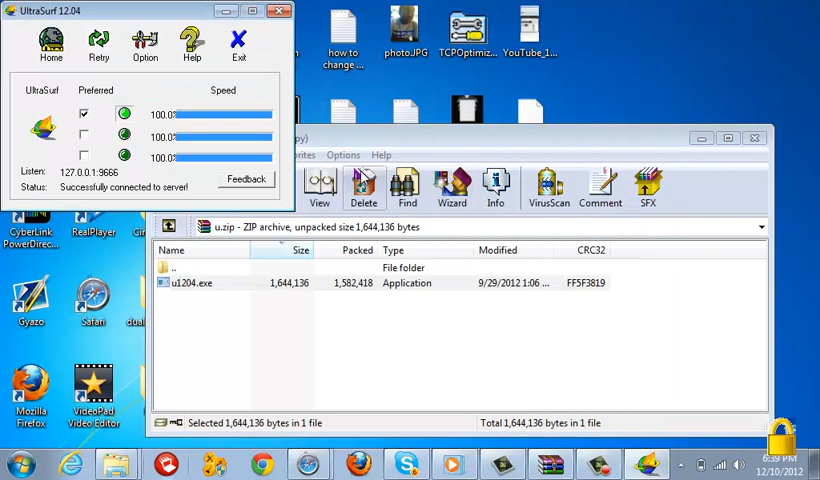 UltraSurf 12.04
Home
Retry
Option
Help
Exit
UltraSurf
Preferred
Speed
100.0%
100.0%
100.0%
Listen:
127.0.0.1:9666
Status:
Successfully connected to server!
Feedback
how to
change ...
photoJPG
TCPOptimiz...
YouTube_1...
Options
Help
View
Delete
Find
Wizard
Info
VirusScan
Comment
SFX
u.zip - ZIP archive, unpacked size 1,644,136 bytes
Name
Size
Packed
Type
Modified
CRC32
..
File folder
u1204.exe
1,644,136
1,582,418
Application
9/29/2012 1:06 ...
FF5F3819
Selected 1,644,136 bytes in 1 file
Total 1,644,136 bytes in 1 file
CyberLink
PowerDirec...
RealPlayer
Gyazo
Safari
Mozilla
Firefox
VideoPad
Video Editor
6:39 PM
12/10/2012